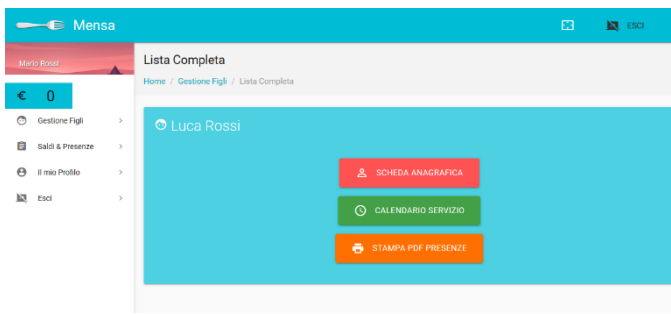 Mensa
ESCI
Mario Rossi
€ 0
Gestione Figli
Saldi & Presenze
Il mio Profilo
Esci
Lista Completa
Home / Gestione Figli / Lista Completa
Luca Rossi
SCHEDA ANAGRAFICA
CALENDARIO SERVIZIO
STAMPA PDF PRESENZE